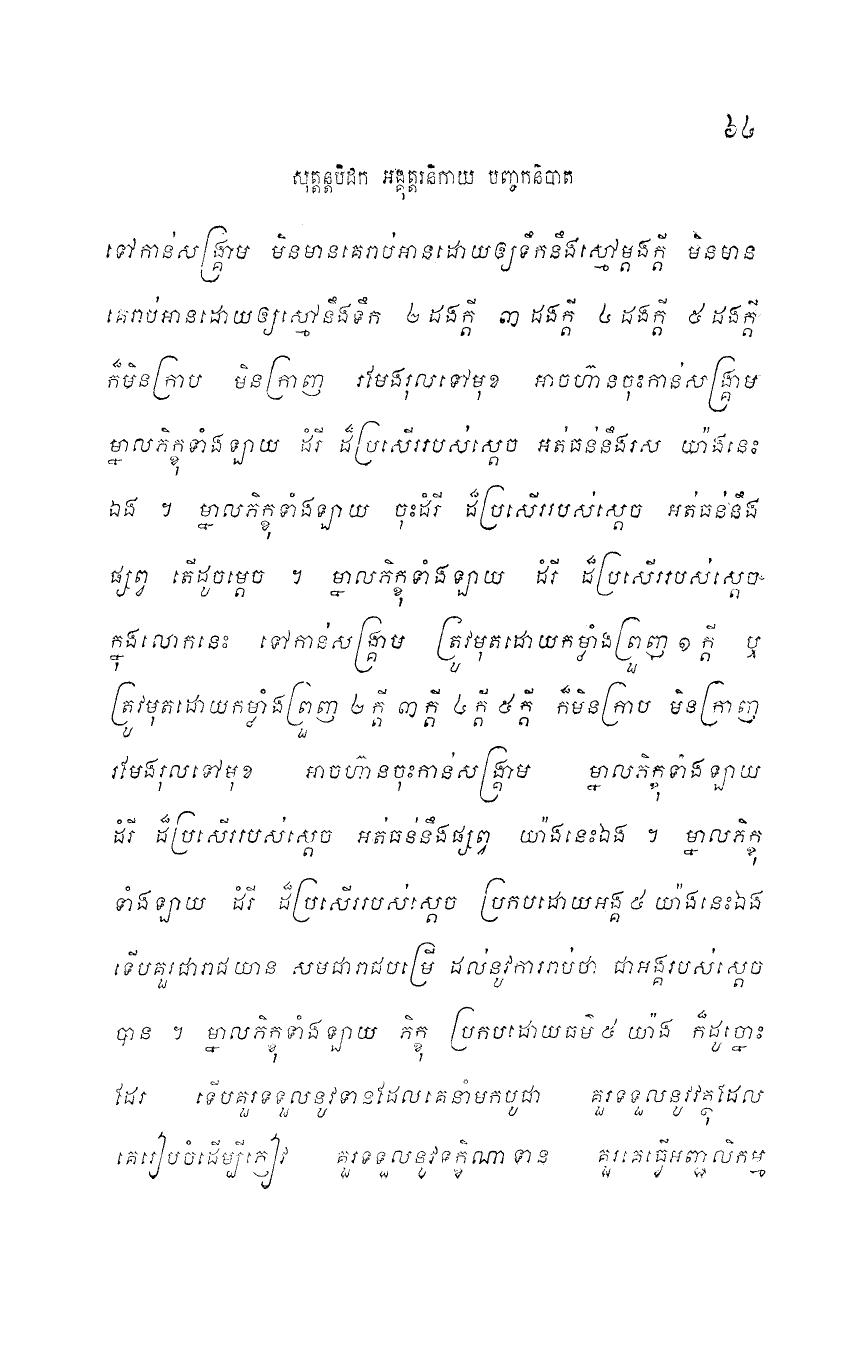 ៦៤
សុត្តន្តបិដក អង្គុត្តរនិកាយ បញ្ចកនិបាត
ទៅកាន់សង្គ្រាម មិនមានគេរាប់អានដោយឲ្យទឹកនឹងស្មៅម្តងក្តី មិនមាន
គេរាប់អានដោយឲ្យស្មៅនឹងទឹក ២ ដងក្តី ៣ ដងក្តី ៤ ដងក្តី ៥ ដងក្តី
ក៏មិនក្រាប មិនក្រាញ រមែងរុលទៅមុខ អាចហ៊ានចុះកាន់សង្គ្រាម
ម្នាលភិក្ខុទាំងឡាយ ដំរី ដ៏ប្រសើររបស់ស្តេច អត់ធន់នឹងរស យ៉ាងនេះ
ឯង ។ ម្នាលភិក្ខុទាំងឡាយ ចុះដំរី ដ៏ប្រសើររបស់ស្តេច អត់ធន់នឹង
ផ្សព្វ តើដូចម្តេច ។ ម្នាលភិក្ខុទាំងឡាយ ដំរី ដ៏ប្រសើររបស់ស្តេច
ក្នុងលោកនេះ ទៅកាន់សង្គ្រាម ត្រូវមុតដោយកម្លាំងព្រួញ ១ ក្តី ឬ
ត្រូវមុតដោយកម្លាំងព្រួញ ២ ក្តី ៣ ក្តី ៤ ក្តី ៥ ក្តី ក៏មិនក្រាប មិនក្រាញ
រមែងរុលទៅមុខ អាចហ៊ានចុះកាន់សង្គ្រាម ម្នាលភិក្ខុទាំងឡាយ
ដំរី ដ៏ប្រសើររបស់ស្តេច អត់ធន់នឹងផ្សព្វ យ៉ាងនេះឯង ។ ម្នាលភិក្ខុ
ទាំងឡាយ ដំរី ដ៏ប្រសើររបស់ស្តេច ប្រកបដោយអង្គ ៥ យ៉ាងនេះឯង
ទើបគួរជារាជយាន សមជារាជបម្រើ ដល់នូវការរាប់ថា ជាអង្គរបស់ស្តេច
បាន ។ ម្នាលភិក្ខុទាំងឡាយ ភិក្ខុ ប្រកបដោយធម៌ ៥ យ៉ាង ក៏ដូច្នោះ
ដែរ ទើបគួរទទួលនូវទានដែលគេនាំមកបូជា គួរទទួលនូវវត្ថុដែល
គេរៀបចំដើម្បីភ្ញៀវ គួរទទួលនូវទក្ខិណាទាន គួរគេធ្វើអញ្ជលិកម្ម